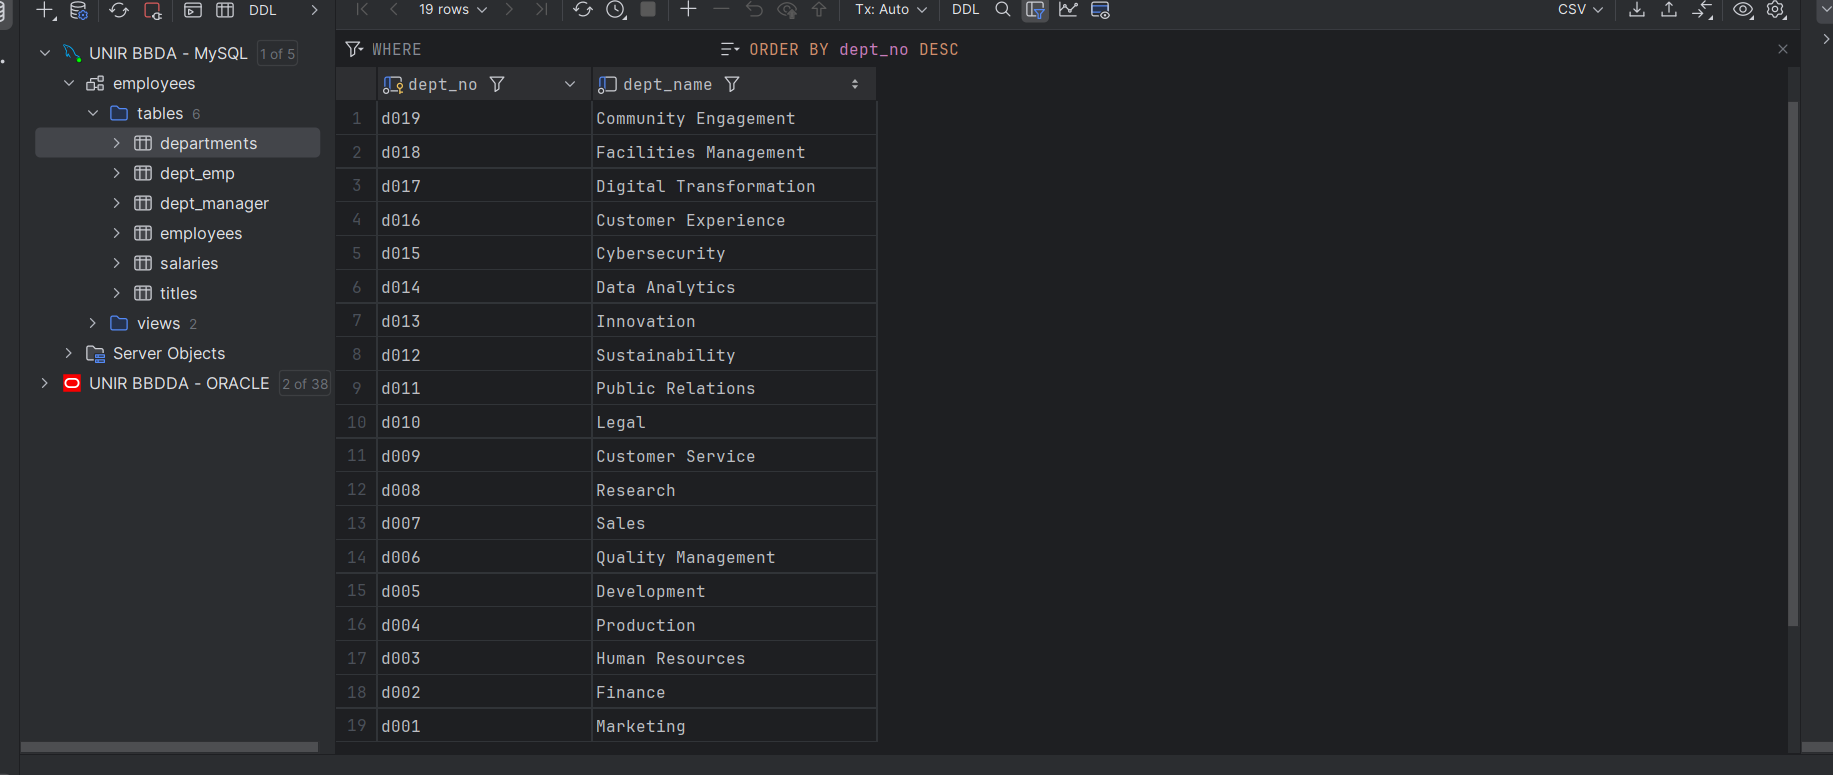 DDL
19 rows
Tx: Auto
DDL
CSV
UNIR BBDA - MySQL 1 of 5
employees
tables 6
departments
dept_emp
dept_manager
employees
salaries
titles
views 2
Server Objects
UNIR BBDDA - ORACLE 2 of 38
WHERE
ORDER BY dept_no DESC
dept_no dept_name
1 d019 Community Engagement
2 d018 Facilities Management
3 d017 Digital Transformation
4 d016 Customer Experience
5 d015 Cybersecurity
6 d014 Data Analytics
7 d013 Innovation
8 d012 Sustainability
9 d011 Public Relations
10 d010 Legal
11 d009 Customer Service
12 d008 Research
13 d007 Sales
14 d006 Quality Management
15 d005 Development
16 d004 Production
17 d003 Human Resources
18 d002 Finance
19 d001 Marketing